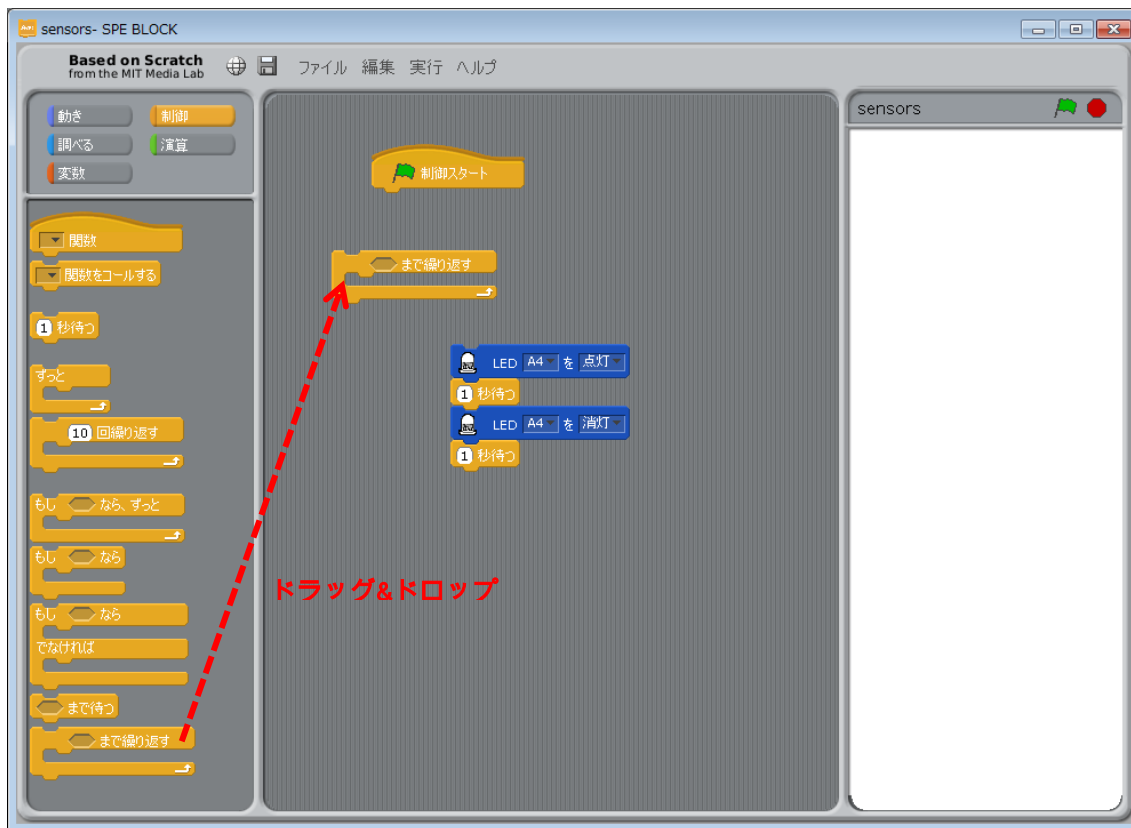 sensors- SPE BLOCK
Based on Scratch
from the MIT Media Lab
ファイル 編集 実行 ヘルプ
動き 制御
調べる 演算
変数
関数
関数をコールする
1 秒待つ
ずっと
10 回繰り返す
もし なら、ずっと
もし なら
もし なら
でなければ
まで待つ
まで繰り返す
制御スタート
まで繰り返す
LED A4 を 点灯
1 秒待つ
LED A4 を 消灯
1 秒待つ
ドラッグ&ドロップ
sensors